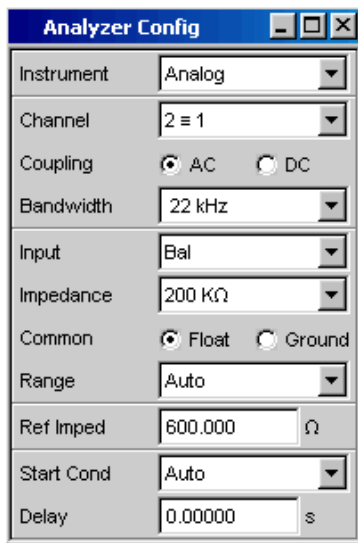 Analyzer Config
Instrument Analog
Channel 2 ≡ 1
Coupling AC DC
Bandwidth 22 kHz
Input Bal
Impedance 200 KΩ
Common Float Ground
Range Auto
Ref Imped 600.000 Ω
Start Cond Auto
Delay 0.00000 s